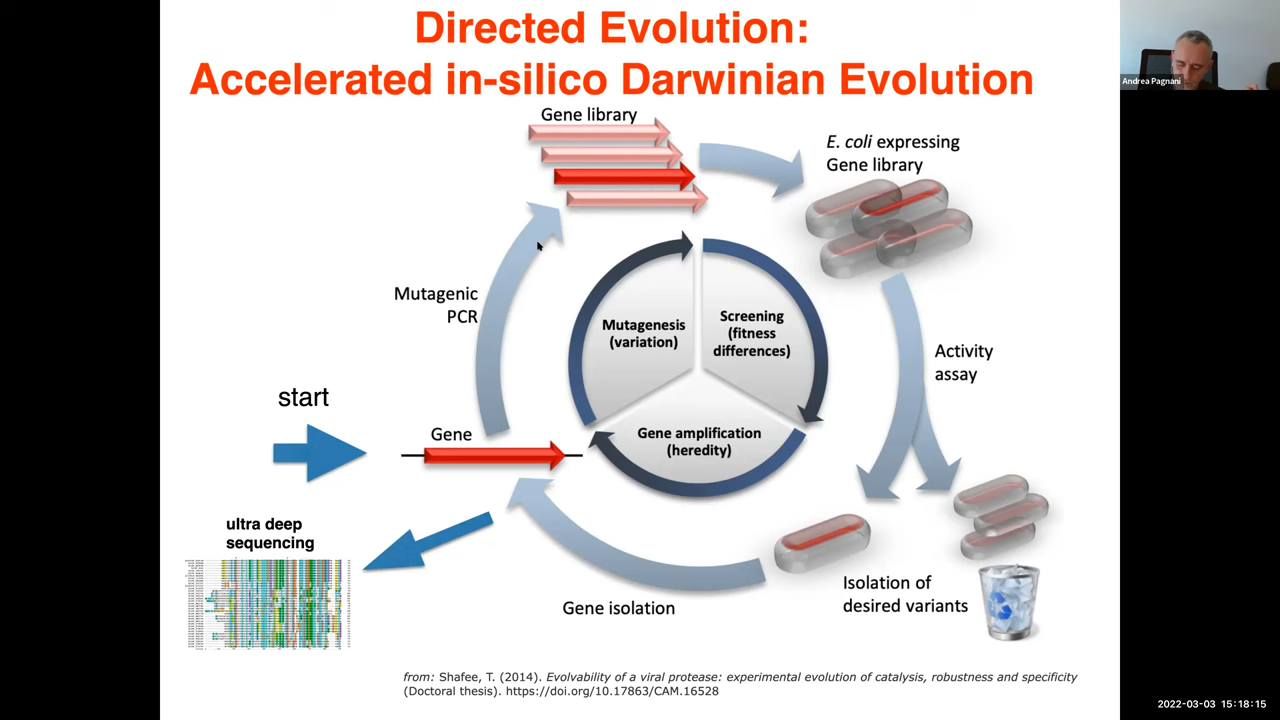 Directed Evolution:
Accelerated in-silico Darwinian Evolution
Andrea Pagnani
Gene library
E. coli expressing
Gene library
Mutagenic
PCR
Mutagenesis
(variation)
Screening
(fitness
differences)
Activity
assay
start
Gene
Gene amplification
(heredity)
ultra deep
sequencing
Isolation of
desired variants
Gene isolation
from: Shafee, T. (2014). Evolvability of a viral protease: experimental evolution of catalysis, robustness and specificity
(Doctoral thesis). https://doi.org/10.17863/CAM.16528
2022-03-03 15:18:15